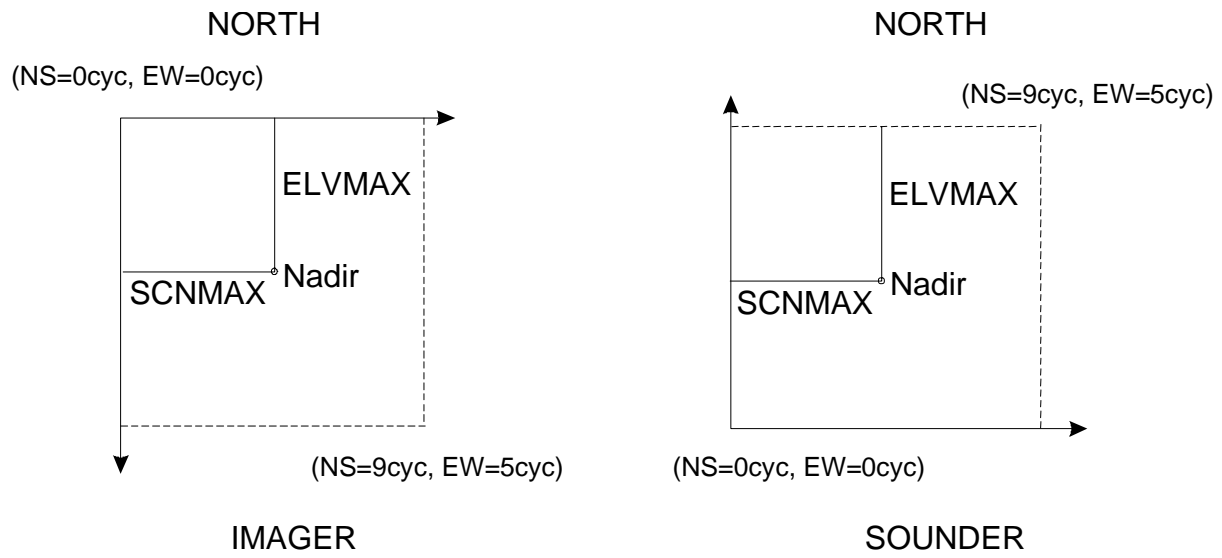 NORTH
(NS=0cyc, EW=0cyc)
ELVMAX
Nadir
SCNMAX
(NS=9cyc, EW=5cyc)
IMAGER
NORTH
(NS=9cyc, EW=5cyc)
ELVMAX
Nadir
SCNMAX
(NS=0cyc, EW=0cyc)
SOUNDER